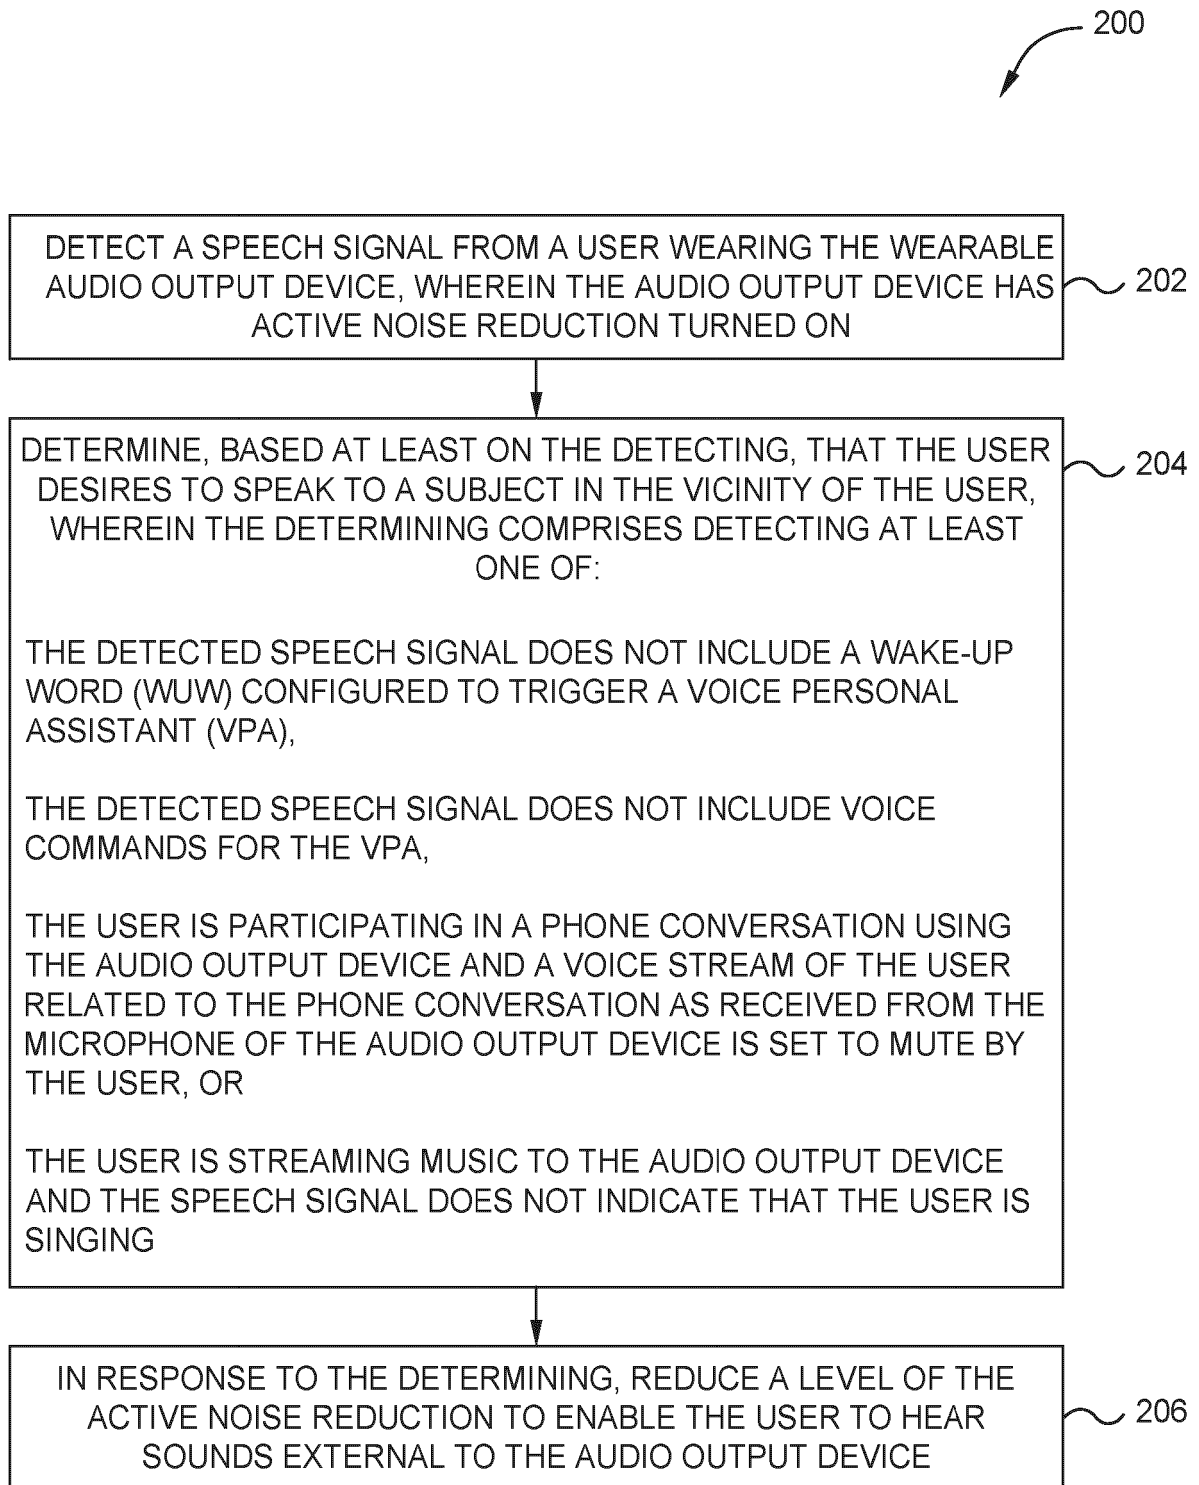 200
DETECT A SPEECH SIGNAL FROM A USER WEARING THE WEARABLE
AUDIO OUTPUT DEVICE, WHEREIN THE AUDIO OUTPUT DEVICE HAS
ACTIVE NOISE REDUCTION TURNED ON
202
DETERMINE, BASED AT LEAST ON THE DETECTING, THAT THE USER
DESIRES TO SPEAK TO A SUBJECT IN THE VICINITY OF THE USER,
WHEREIN THE DETERMINING COMPRISES DETECTING AT LEAST
ONE OF:
204
THE DETECTED SPEECH SIGNAL DOES NOT INCLUDE A WAKE-UP
WORD (WUW) CONFIGURED TO TRIGGER A VOICE PERSONAL
ASSISTANT (VPA),
THE DETECTED SPEECH SIGNAL DOES NOT INCLUDE VOICE
COMMANDS FOR THE VPA,
THE USER IS PARTICIPATING IN A PHONE CONVERSATION USING
THE AUDIO OUTPUT DEVICE AND A VOICE STREAM OF THE USER
RELATED TO THE PHONE CONVERSATION AS RECEIVED FROM THE
MICROPHONE OF THE AUDIO OUTPUT DEVICE IS SET TO MUTE BY
THE USER, OR
THE USER IS STREAMING MUSIC TO THE AUDIO OUTPUT DEVICE
AND THE SPEECH SIGNAL DOES NOT INDICATE THAT THE USER IS
SINGING
IN RESPONSE TO THE DETERMINING, REDUCE A LEVEL OF THE
ACTIVE NOISE REDUCTION TO ENABLE THE USER TO HEAR
SOUNDS EXTERNAL TO THE AUDIO OUTPUT DEVICE
206